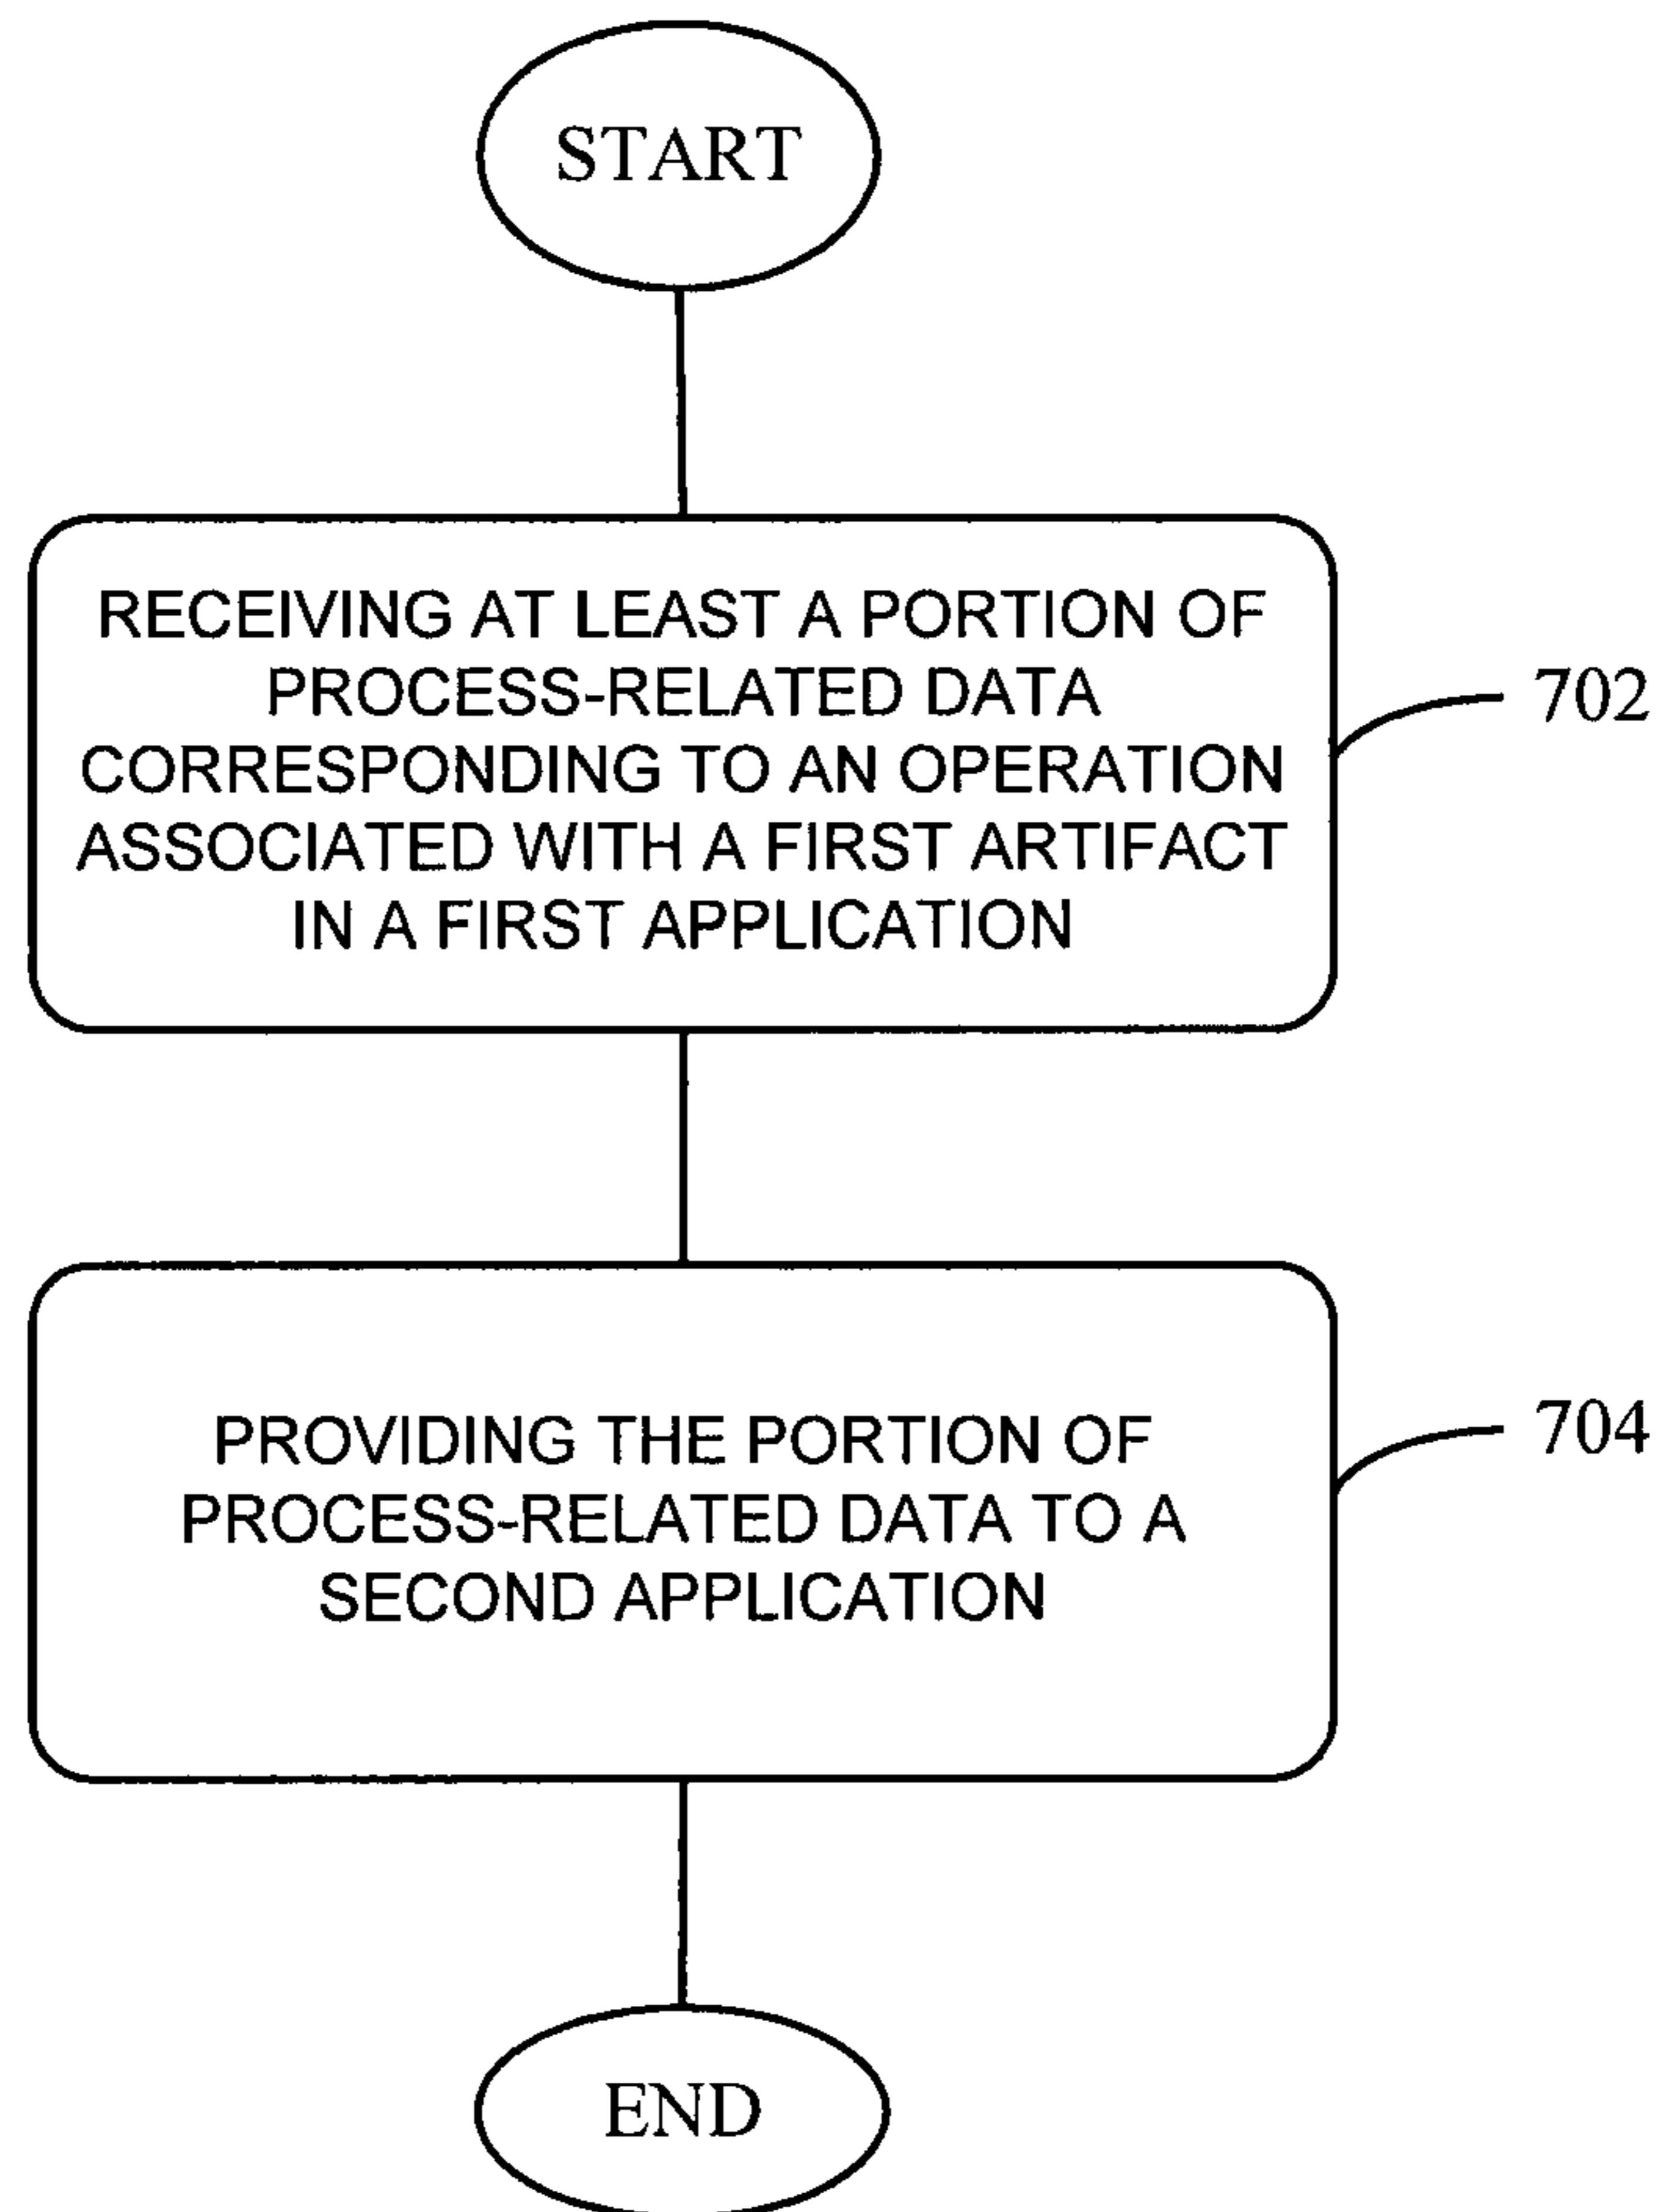 START
RECEIVING AT LEAST A PORTION OF
PROCESS-RELATED DATA
CORRESPONDING TO AN OPERATION
ASSOCIATED WITH A FIRST ARTIFACT
IN A FIRST APPLICATION
702
PROVIDING THE PORTION OF
PROCESS-RELATED DATA TO A
SECOND APPLICATION
704
END